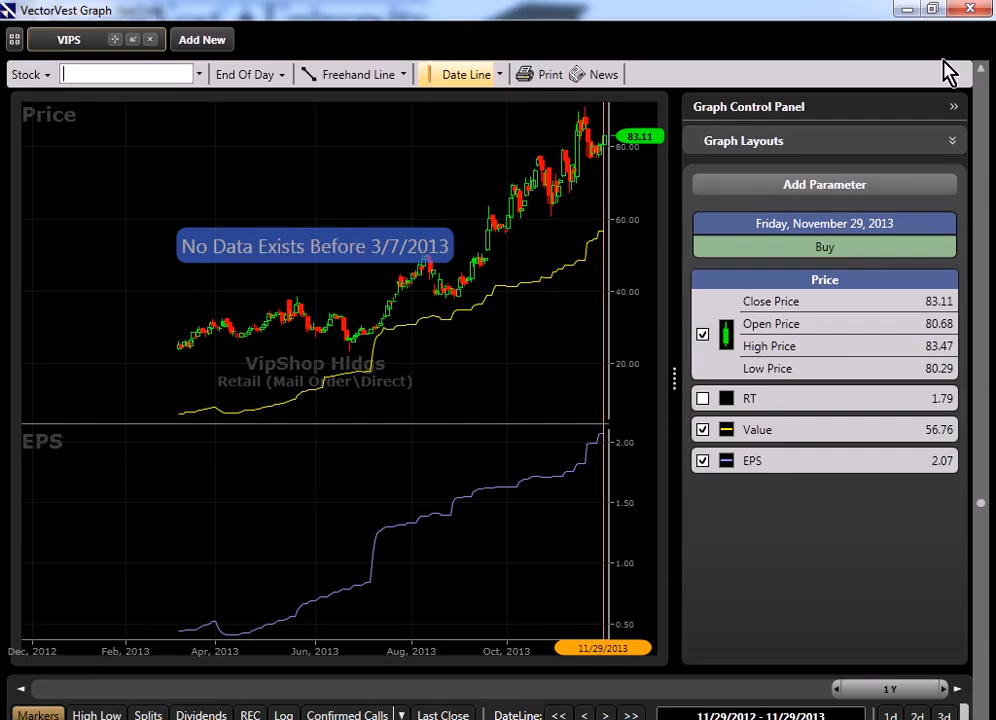 VectorVest Graph
VIPS
Add New
Stock
End Of Day
Freehand Line
Date Line
Print
News
Price
83.11
80.00
60.00
40.00
20.00
No Data Exists Before 3/7/2013
VipShop Hldgs
Retail (Mail Order\Direct)
EPS
2.00
1.50
1.00
0.50
Dec, 2012
Feb, 2013
Apr, 2013
Jun, 2013
Aug, 2013
Oct, 2013
11/29/2013
Graph Control Panel
Graph Layouts
Add Parameter
Friday, November 29, 2013
Buy
Price
Close Price 83.11
Open Price 80.68
High Price 83.47
Low Price 80.29
RT 1.79
Value 56.76
EPS 2.07
1 Y
Markers
High Low
Splits
Dividends
REC
Log
Confirmed Calls
Last Close
DateLine:
<<
<
>
>>
11/29/2012 - 11/29/2013
1d
2d
3d